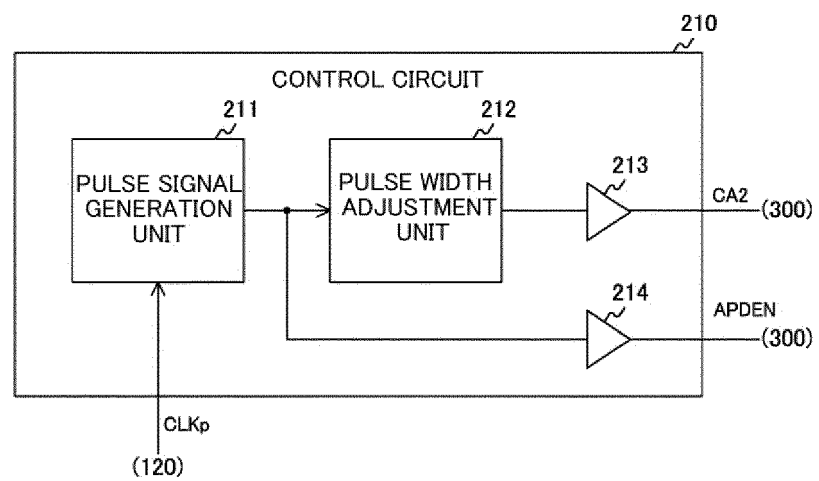 210
CONTROL CIRCUIT
211
212
213
PULSE SIGNAL
GENERATION
UNIT
PULSE WIDTH
ADJUSTMENT
UNIT
CA2
(300)
214
APDEN
(300)
CLKp
(120)